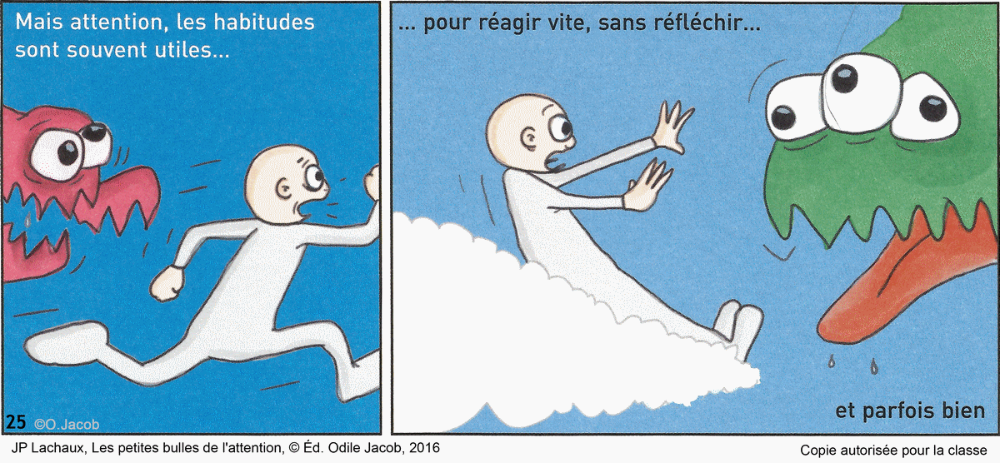 Mais attention, les habitudes
sont souvent utiles...
... pour réagir vite, sans réfléchir...
et parfois bien
25 ©O.Jacob
JP Lachaux, Les petites bulles de l'attention, © Éd. Odile Jacob, 2016
Copie autorisée pour la classe